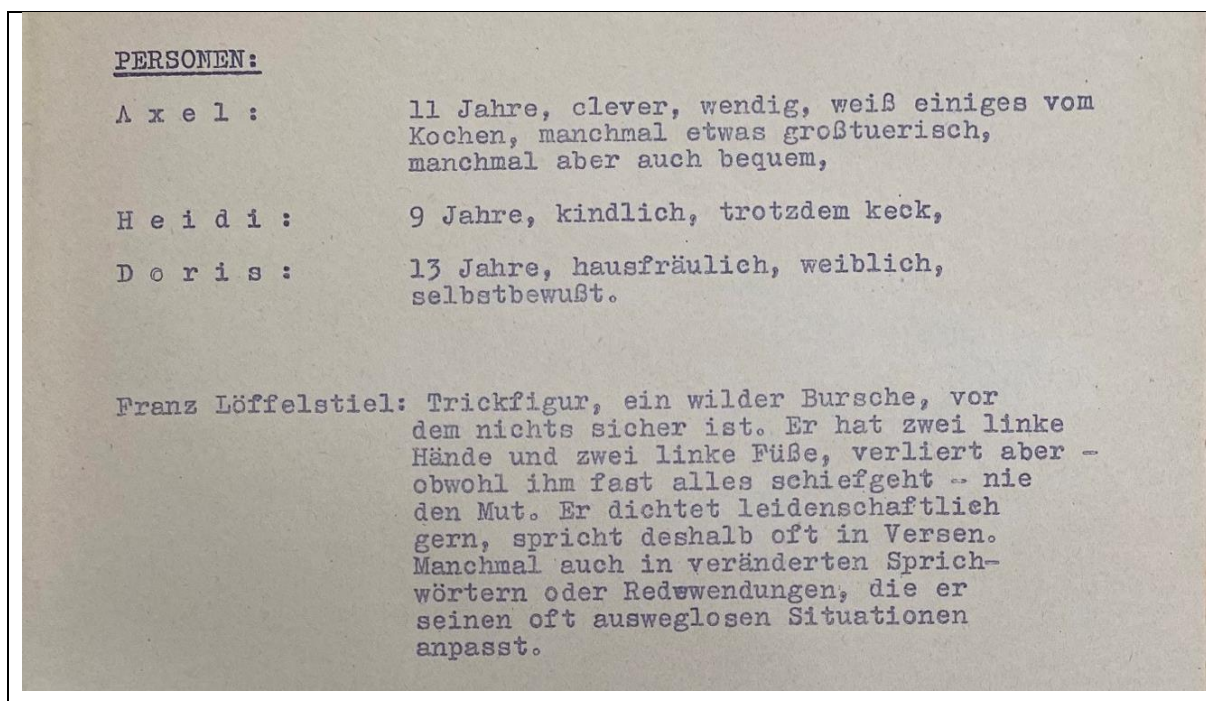 PERSONEN:
A x e l : 11 Jahre, clever, wendig, weiß einiges vom
Kochen, manchmal etwas großtuerisch,
manchmal aber auch bequem,
H e i d i : 9 Jahre, kindlich, trotzdem keck,
D o r i s : 13 Jahre, hausfräulich, weiblich,
selbstbewußt.
Franz Löffelstiel: Trickfigur, ein wilder Bursche, vor
dem nichts sicher ist. Er hat zwei linke
Hände und zwei linke Füße, verliert aber -
obwohl ihm fast alles schiefgeht - nie
den Mut. Er dichtet leidenschaftlich
gern, spricht deshalb oft in Versen.
Manchmal auch in veränderten Sprich-
wörtern oder Redewendungen, die er
seinen oft ausweglosen Situationen
anpasst.